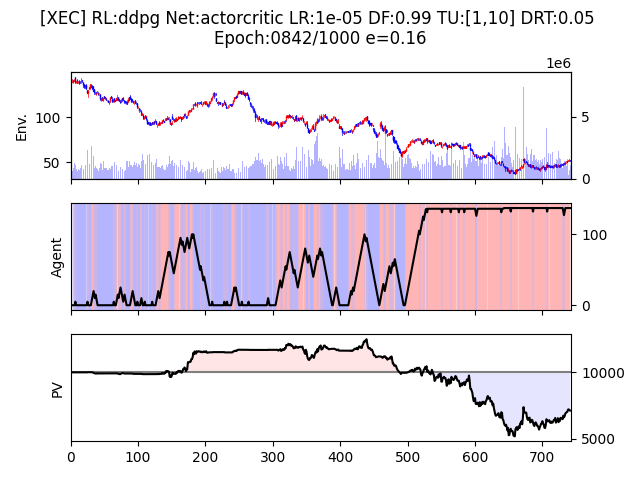 [XEC] RL:ddpg Net:actorcritic LR:1e-05 DF:0.99 TU:[1,10] DRT:0.05
Epoch:0842/1000 e=0.16
1e6
Env.
100
50
5
0
Agent
100
0
PV
10000
5000
0 100 200 300 400 500 600 700